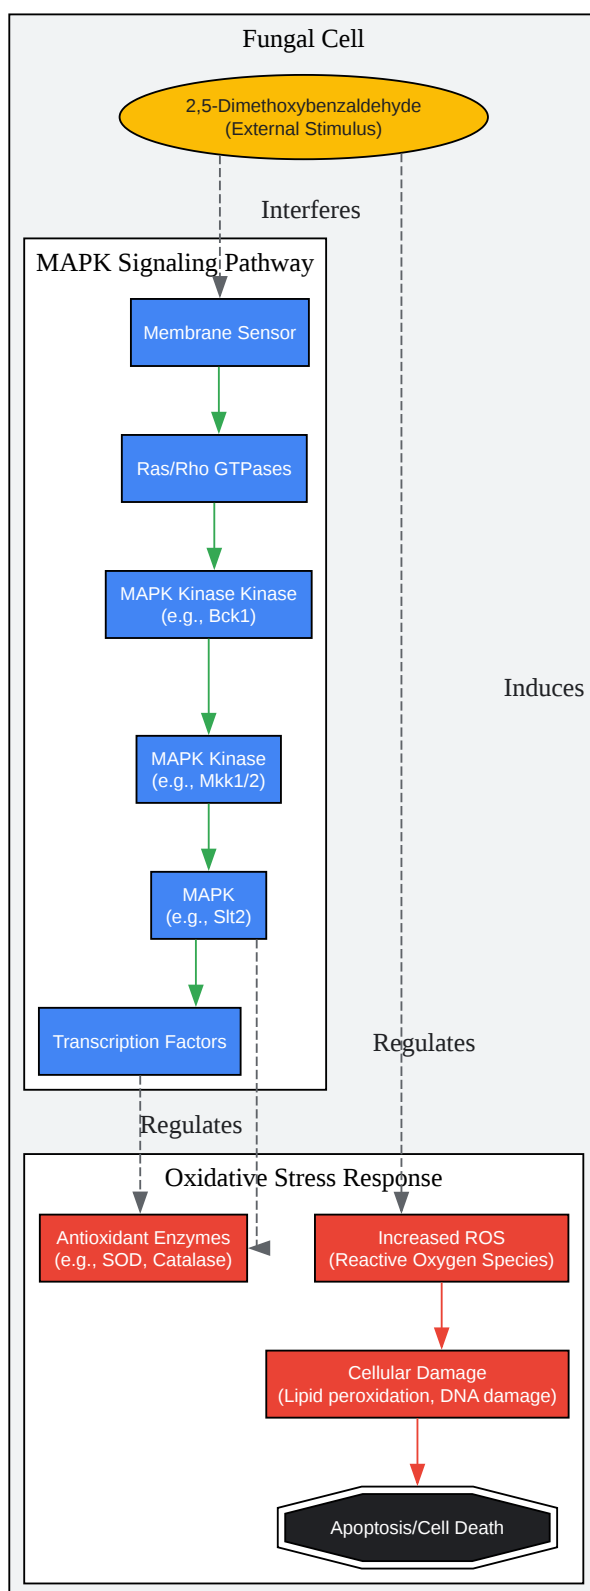 Fungal Cell
2,5-Dimethoxybenzaldehyde
(External Stimulus)
Interferes
MAPK Signaling Pathway
Membrane Sensor
Ras/Rho GTPases
MAPK Kinase Kinase
(e.g., Bck1)
Induces
MAPK Kinase
(e.g., Mkk1/2)
MAPK
(e.g., Slt2)
Transcription Factors
Regulates
Regulates
Oxidative Stress Response
Antioxidant Enzymes
(e.g., SOD, Catalase)
Increased ROS
(Reactive Oxygen Species)
Cellular Damage
(Lipid peroxidation, DNA damage)
Apoptosis/Cell Death